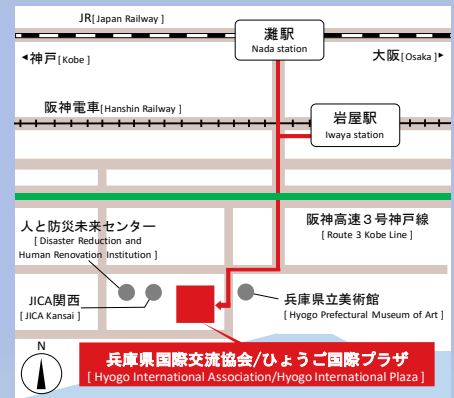 JR[Japan Railway]
灘駅
Nada station
◄神戸[Kobe]
大阪[Osaka]►
阪神電車[Hanshin Railway]
岩屋駅
Iwaya station
人と防災未来センター
[Disaster Reduction and
Human Renovation Institution]
阪神高速３号神戸線
[Route 3 Kobe Line]
JICA関西
[JICA Kansai]
兵庫県立美術館
[Hyogo Prefectural Museum of Art]
N
兵庫県国際交流協会/ひょうご国際プラザ
[Hyogo International Association/Hyogo International Plaza]